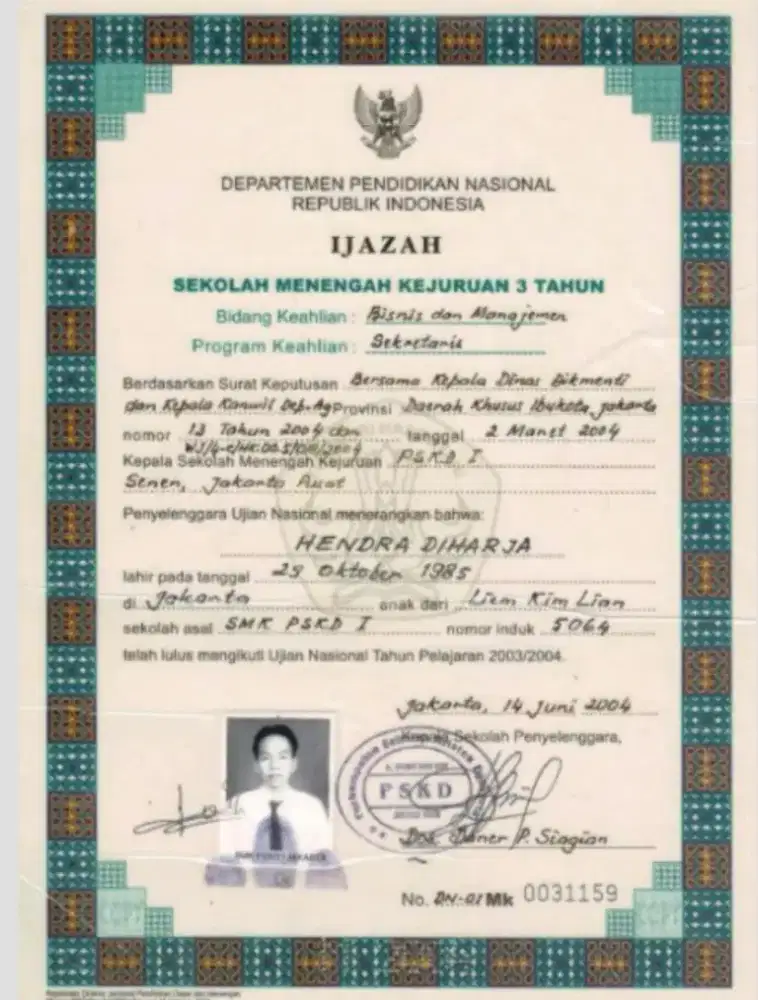 DEPARTEMEN PENDIDIKAN NASIONAL
REPUBLIK INDONESIA
IJAZAH
SEKOLAH MENENGAH KEJURUAN 3 TAHUN
Bidang Keahlian : Bisnis dan Manajemen
Program Keahlian : Sekretaris
Berdasarkan Surat Keputusan Bersama Kepala Dinas Dikmenti
dan Kepala Kanwil Dep. Ag Provinsi Daerah Khusus Ibukota Jakarta
nomor 13 Tahun 2004 dan tanggal 2 Maret 2004
Kepala Sekolah Menengah Kejuruan PSKD I
Senen, Jakarta Pusat
Penyelenggara Ujian Nasional menerangkan bahwa:
HENDRA DIHARJA
lahir pada tanggal 23 Oktober 1985
di Jakarta anak dari Liem Kim Lian
sekolah asal SMK PSKD I nomor induk 5064
telah lulus mengikuti Ujian Nasional Tahun Pelajaran 2003/2004.
Jakarta, 14 Juni 2004
Kepala Sekolah Penyelenggara,
PSKD
Drs. Daner P. Siagian
No. DN-01 Mk 0031159
COPY COPY